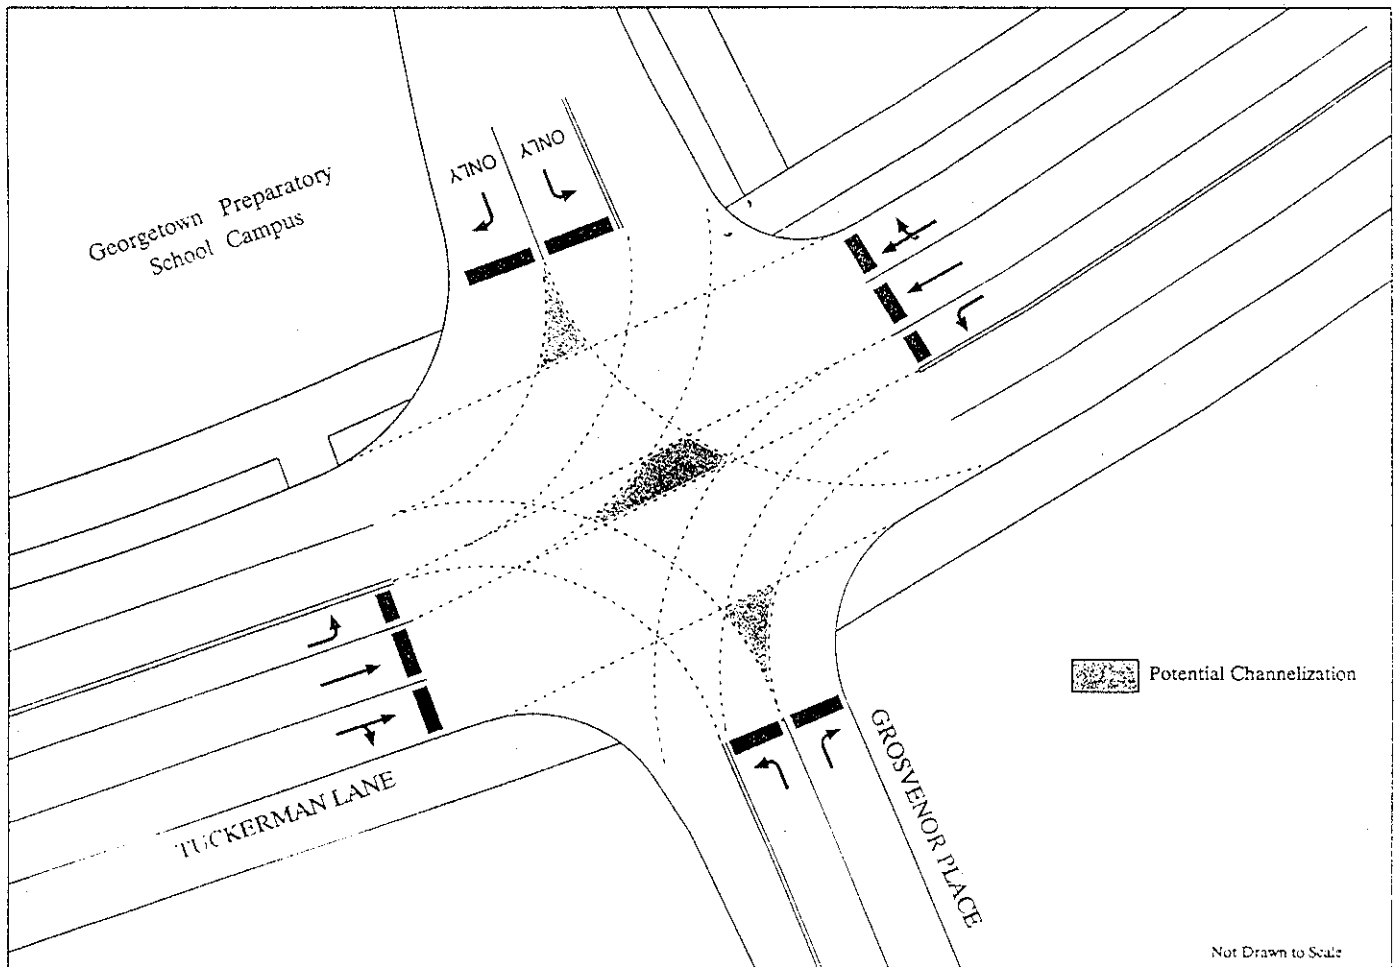 Georgetown Preparatory
School Campus
ONLY
ONLY
Potential Channelization
TUCKERMAN LANE
GROSVENOR PLACE
Not Drawn to Scale